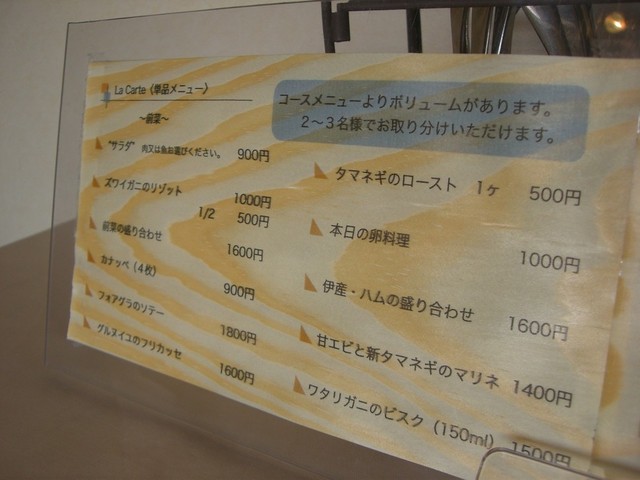 La Carte〈単品メニュー〉
コースメニューよりボリュームがあります。
2～3名様でお取り分けいただけます。
～前菜～
"サラダ" 肉又は魚お選びください。 900円
ズワイガニのリゾット 1000円
1/2 500円
前菜の盛り合わせ 1600円
カナッペ（4枚） 900円
フォアグラのソテー 1800円
グルヌイユのフリカッセ 1600円
タマネギのロースト 1ヶ 500円
本日の卵料理 1000円
伊産・ハムの盛り合わせ 1600円
甘エビと新タマネギのマリネ 1400円
ワタリガニのビスク（150ml） 1500円